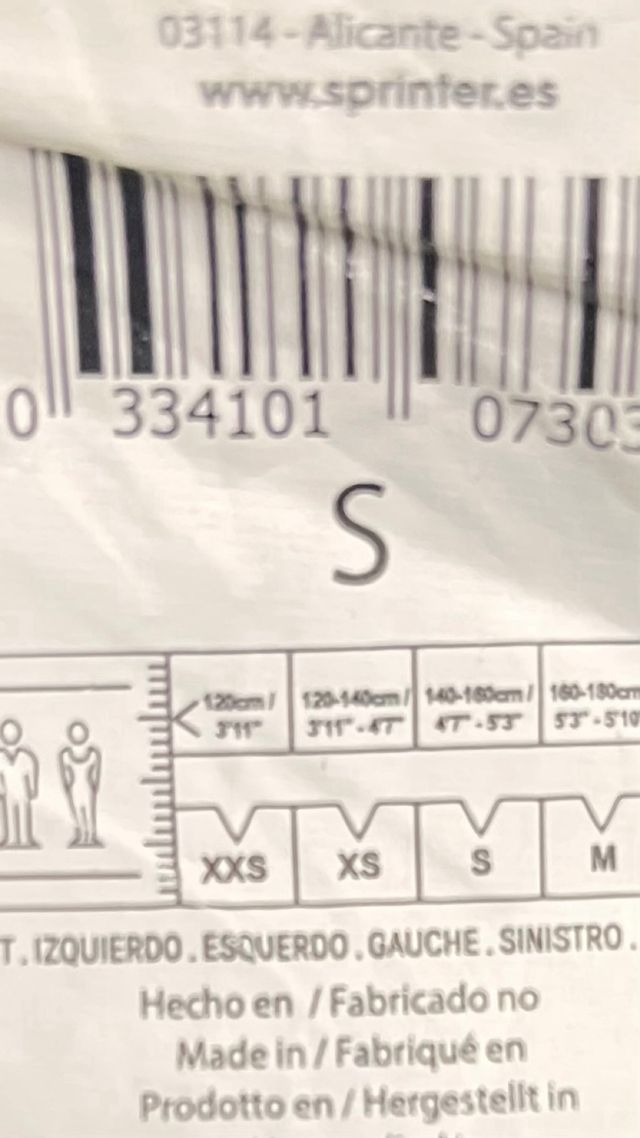 03114 - Alicante - Spain
www.sprinter.es
0 334101 07303
S
120cm / 120-140cm / 140-160cm / 160-180cm
3'11" 3'11" - 4'7" 4'7" - 5'3" 5'3" - 5'10
XXS XS S M
T . IZQUIERDO . ESQUERDO . GAUCHE . SINISTRO .
Hecho en / Fabricado no
Made in / Fabriqué en
Prodotto en / Hergestellt in